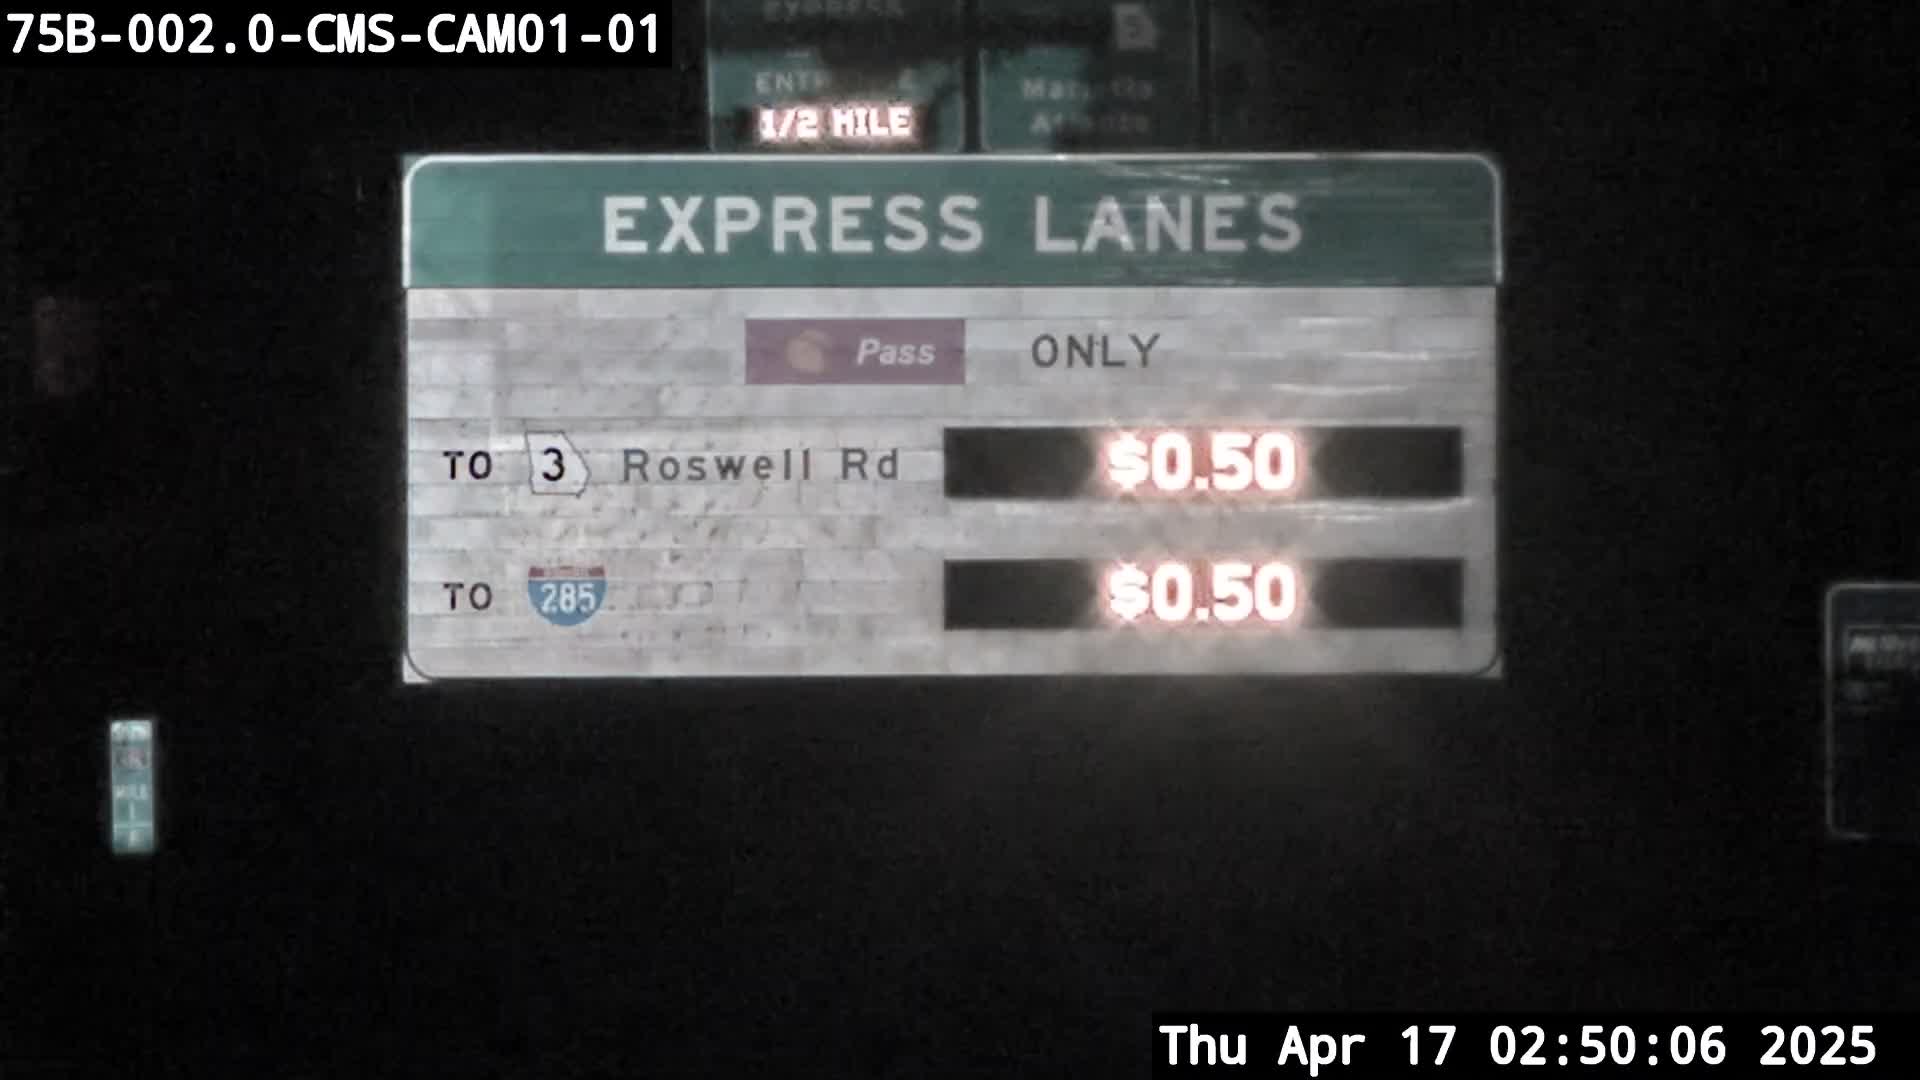 75B-002.0-CMS-CAM01-01
1/2 MILE
EXPRESS LANES
Pass ONLY
TO 3 Roswell Rd $0.50
TO 285 $0.50
MILE
Thu Apr 17 02:50:06 2025